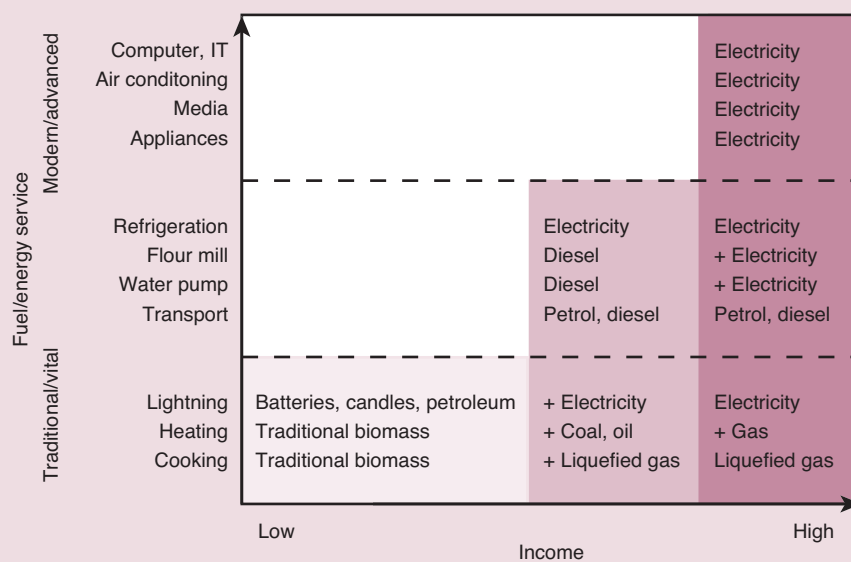 Fuel/energy service
Modern/advanced
Computer, IT Electricity
Air conditoning Electricity
Media Electricity
Appliances Electricity
Refrigeration Electricity Electricity
Flour mill Diesel + Electricity
Water pump Diesel + Electricity
Transport Petrol, diesel Petrol, diesel
Traditional/vital
Lightning Batteries, candles, petroleum + Electricity Electricity
Heating Traditional biomass + Coal, oil + Gas
Cooking Traditional biomass + Liquefied gas Liquefied gas
Low High
Income